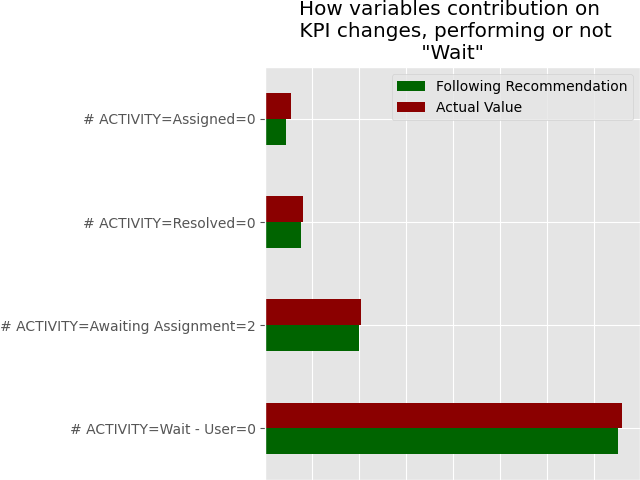 How variables contribution on
KPI changes, performing or not
"Wait"
Following Recommendation
Actual Value
# ACTIVITY=Assigned=0
# ACTIVITY=Resolved=0
# ACTIVITY=Awaiting Assignment=2
# ACTIVITY=Wait - User=0